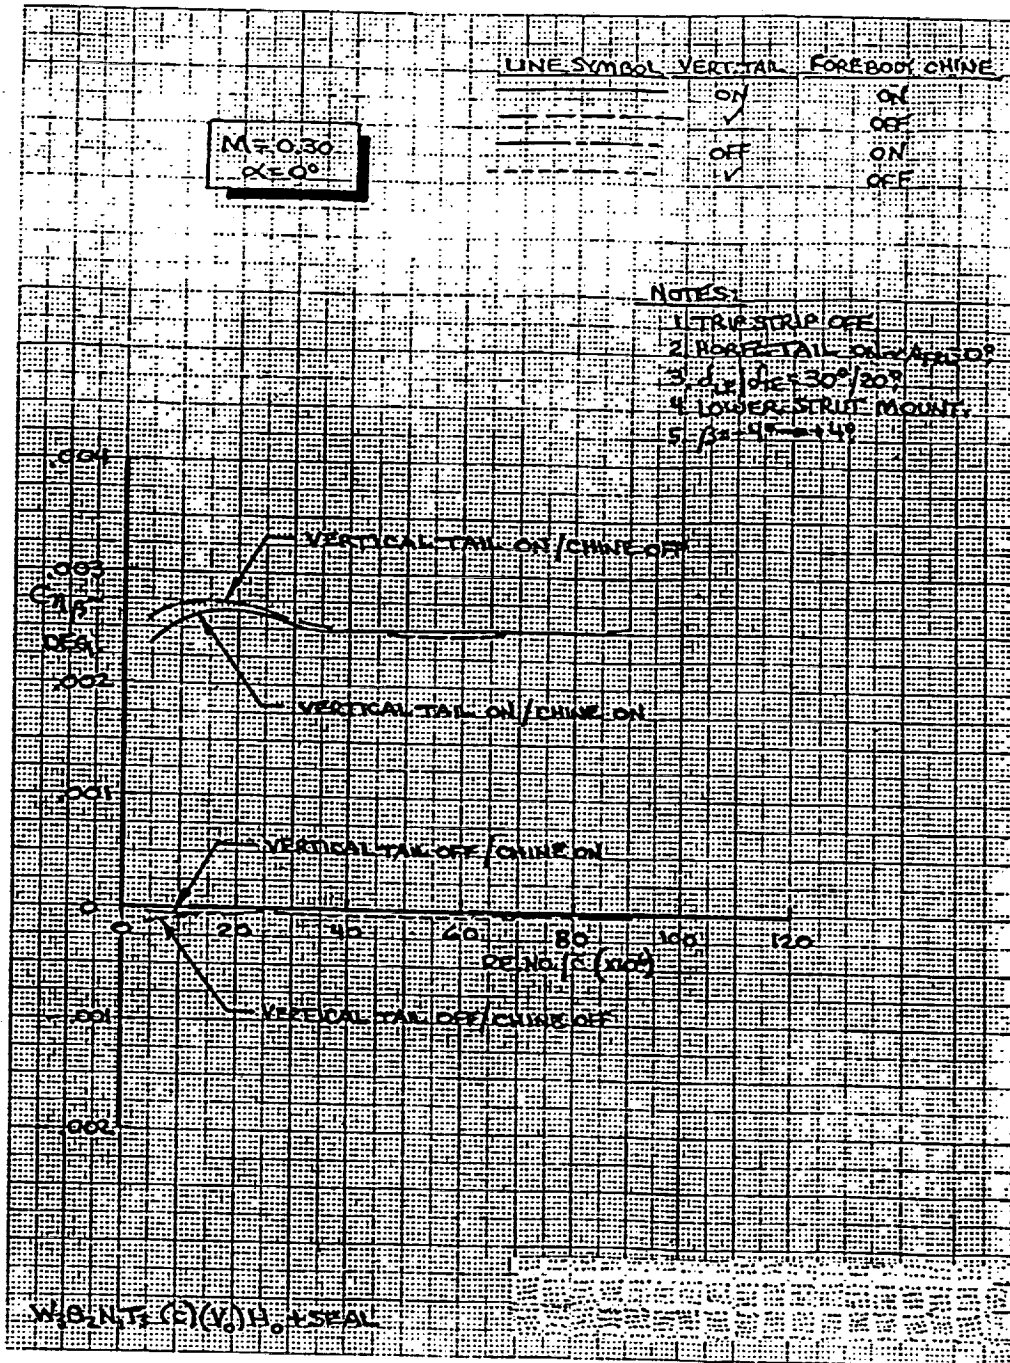 LINE SYMBOL VERT. TAIL FOREBODY CHINE
ON ON
✓ OFF
OFF ON
✓ OFF
M = 0.30
α = 0°
NOTES:
1. TRIP STRIP OFF
2. HORIZ. TAIL ON
3. δLE/δTE = 30°/20°
4. LOWER STRUT MOUNT.
5. β = -4° → +4°
.004
VERTICAL TAIL ON/CHINE OFF
.003
Cnβ
DEG
.002
VERTICAL TAIL ON/CHINE ON
.001
VERTICAL TAIL OFF/CHINE ON
0
0 20 40 60 80 100 120
RE. NO./C̄ (x10⁶)
VERTICAL TAIL OFF/CHINE OFF
-.001
.002
+SEAL